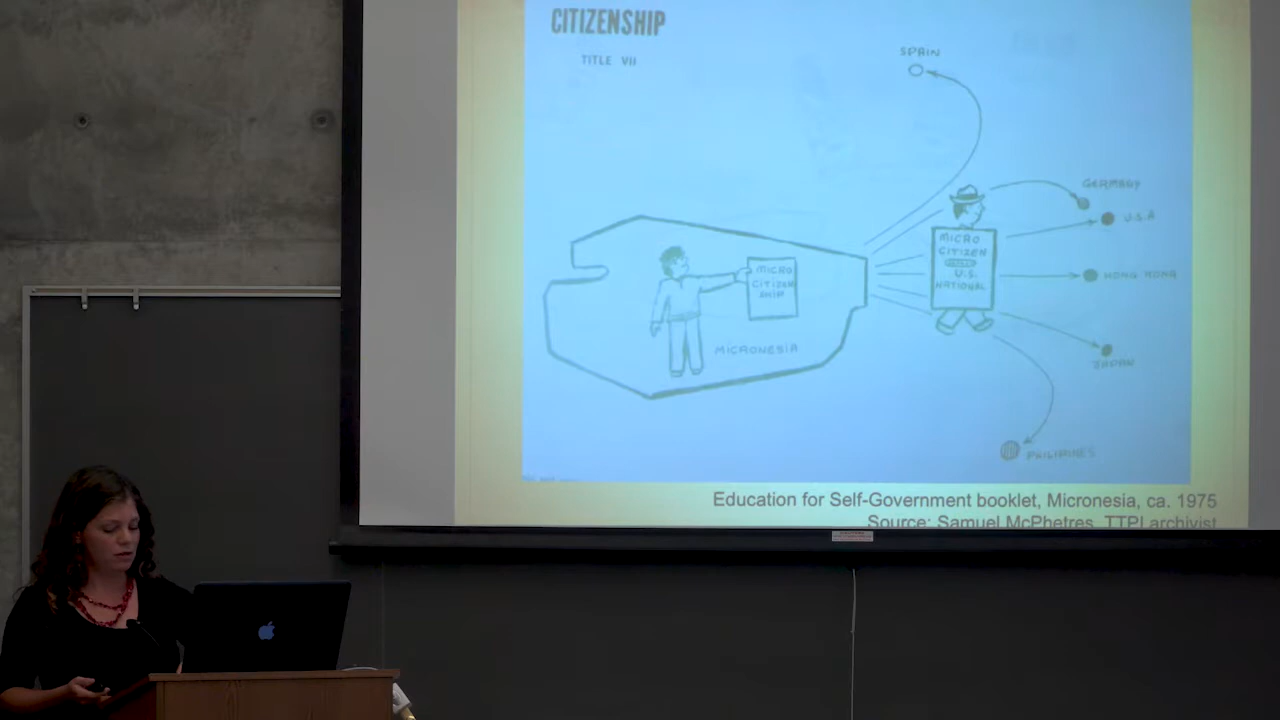 CITIZENSHIP
TITLE VII
SPAIN
GERMANY
U.S.A
MICRO
CITIZEN
U.S.
NATIONAL
HONG KONG
MICRO
CITIZEN
SHIP
MICRONESIA
JAPAN
PHILIPINES
Education for Self-Government booklet, Micronesia, ca. 1975
Source: Samuel McPhetres, TTPI archivist